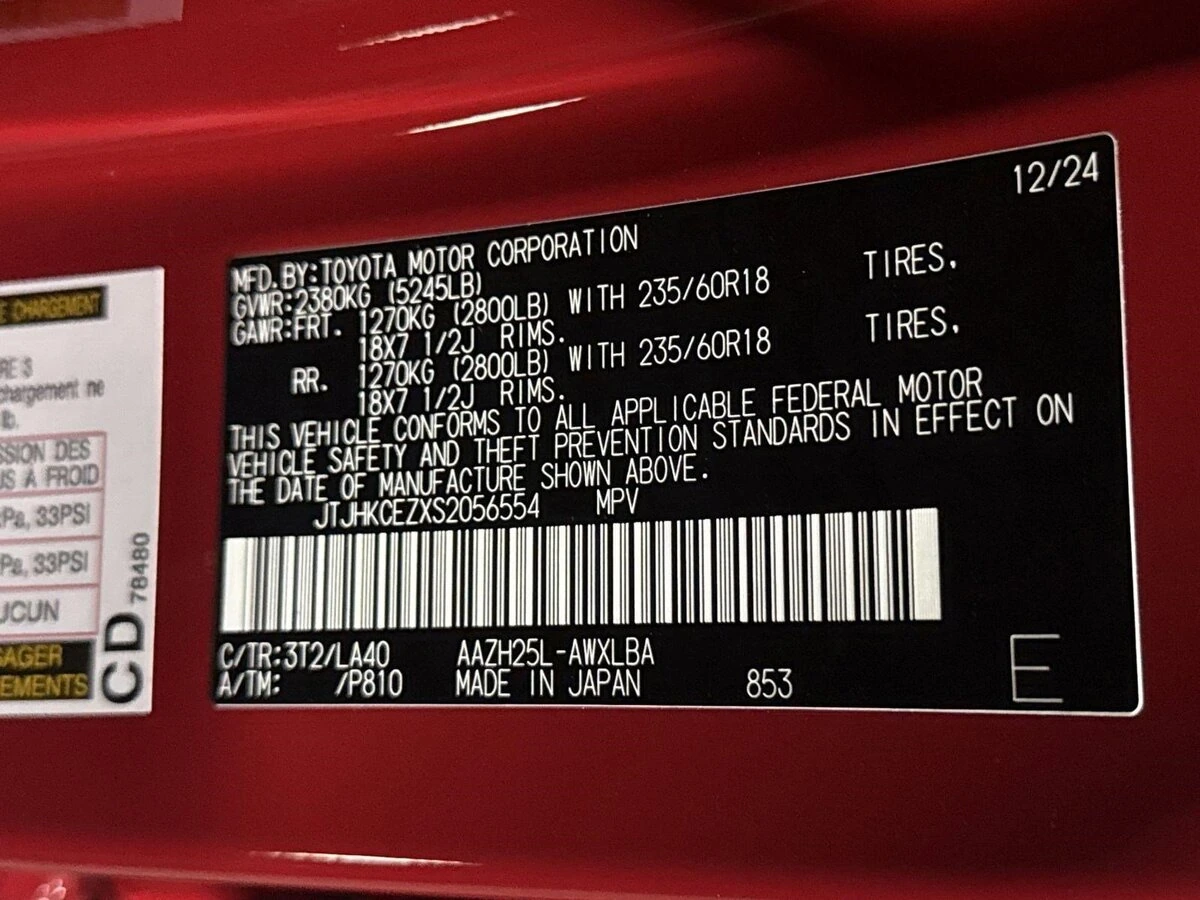 12/24
MFD.BY:TOYOTA MOTOR CORPORATION
GVWR:2380KG (5245LB)
GAWR:FRT. 1270KG (2800LB) WITH 235/60R18 TIRES.
18X7 1/2J RIMS.
RR. 1270KG (2800LB) WITH 235/60R18 TIRES.
18X7 1/2J RIMS.
THIS VEHICLE CONFORMS TO ALL APPLICABLE FEDERAL MOTOR
VEHICLE SAFETY AND THEFT PREVENTION STANDARDS IN EFFECT ON
THE DATE OF MANUFACTURE SHOWN ABOVE.
JTJHKCEZXS2056554 MPV
C/TR:3T2/LA40 AAZH25L-AWXLBA
A/TM: /P810 MADE IN JAPAN 853 E
CHARGEMENT
chargement ne
lb.
SSION DES
US A FROID
Pa, 33PSI
Pa, 33PSI
UCUN
SAGER
EMENTS
CD
78480